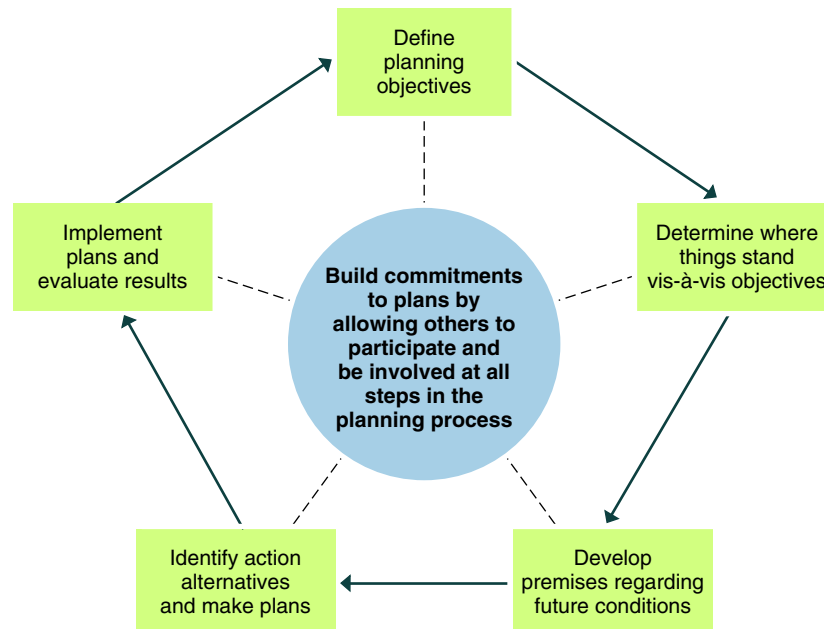 Define
planning
objectives
Determine where
things stand
vis-à-vis objectives
Develop
premises regarding
future conditions
Identify action
alternatives
and make plans
Implement
plans and
evaluate results
Build commitments
to plans by
allowing others to
participate and
be involved at all
steps in the
planning process